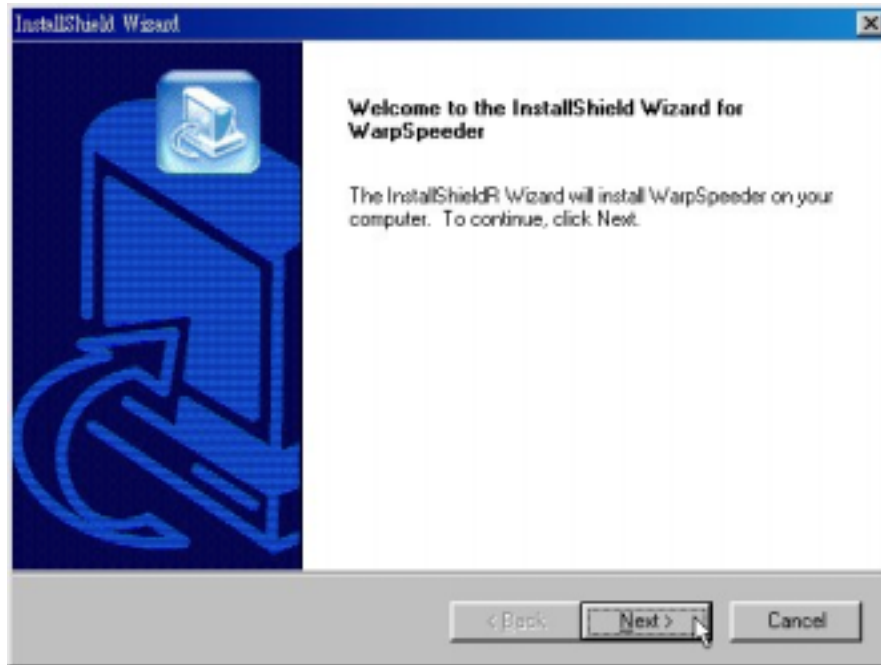 InstallShield Wizard
Welcome to the InstallShield Wizard for
WarpSpeeder
The InstallShieldR Wizard will install WarpSpeeder on your
computer. To continue, click Next.
< Back
Next >
Cancel